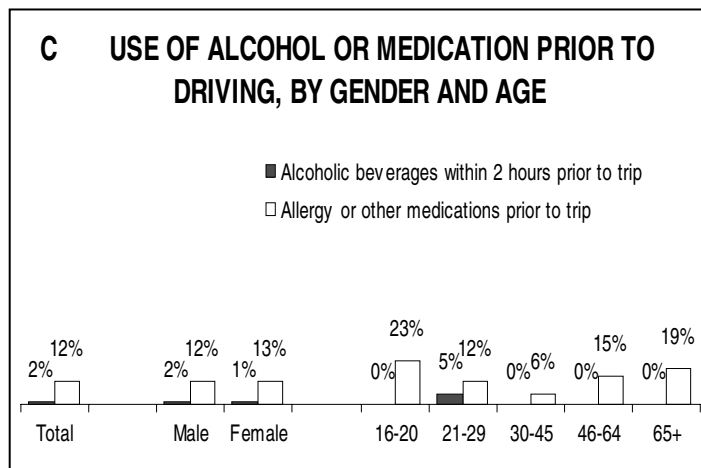 C USE OF ALCOHOL OR MEDICATION PRIOR TO
DRIVING, BY GENDER AND AGE
Alcoholic beverages within 2 hours prior to trip
Allergy or other medications prior to trip
2% 12% 2% 12% 1% 13% 0% 23% 5% 12% 0% 6% 0% 15% 0% 19%
Total Male Female 16-20 21-29 30-45 46-64 65+